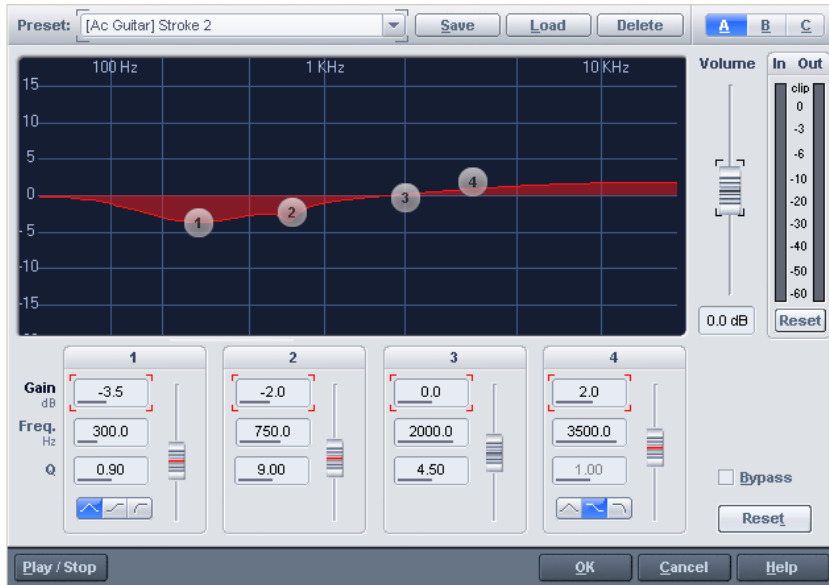 Preset: [Ac Guitar] Stroke 2 Save Load Delete A B C
100 Hz 1 KHz 10 KHz Volume In Out
15 clip
10 0
5 -3
0 -6
-5 -10
-10 -20
-15 -30
-40
-50
-60
0.0 dB Reset
1 2 3 4
Gain dB -3.5 -2.0 0.0 2.0
Freq. Hz 300.0 750.0 2000.0 3500.0
Q 0.90 9.00 4.50 1.00
1 2 3 4
Bypass
Reset
Play / Stop OK Cancel Help